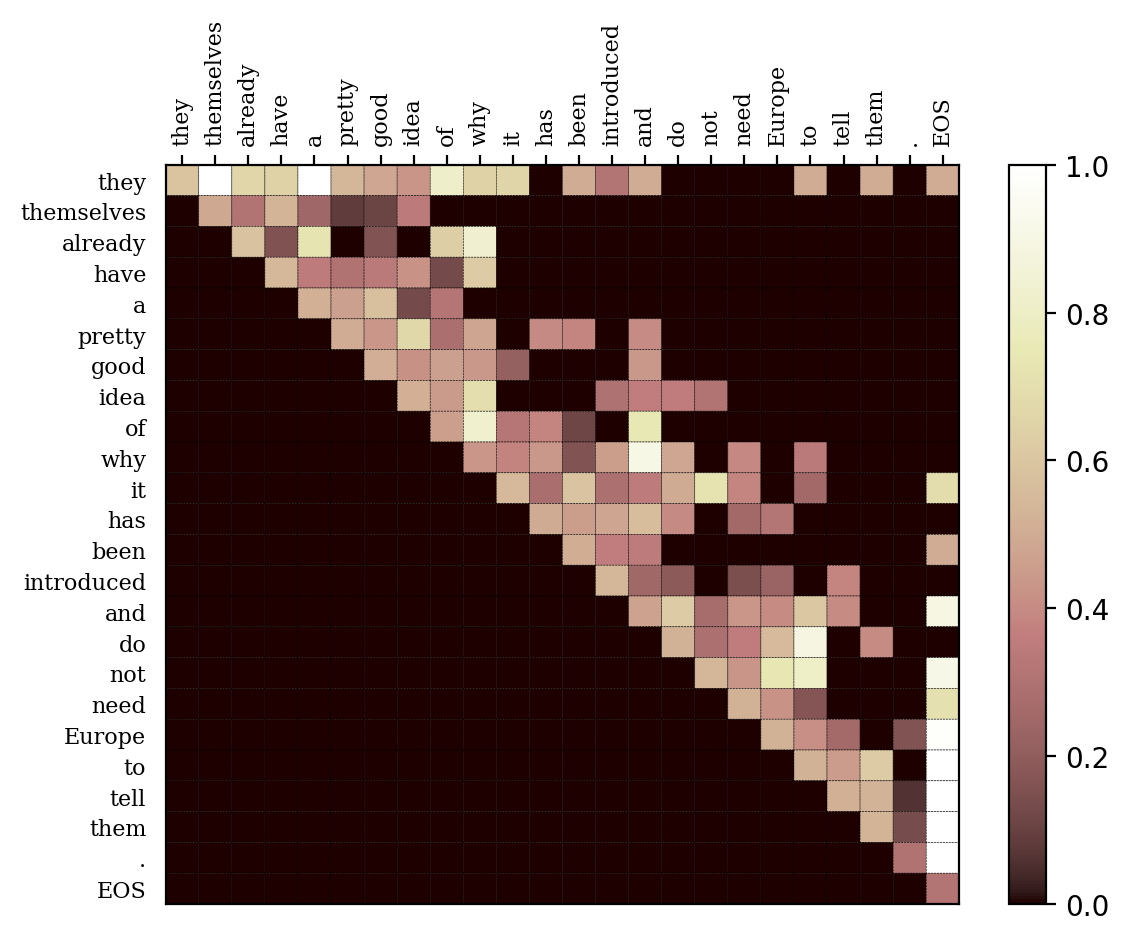 they
themselves
already
have
a
pretty
good
idea
of
why
it
has
been
introduced
and
do
not
need
Europe
to
tell
them
.
EOS
they
themselves
already
have
a
pretty
good
idea
of
why
it
has
been
introduced
and
do
not
need
Europe
to
tell
them
.
EOS
1.0
0.8
0.6
0.4
0.2
0.0